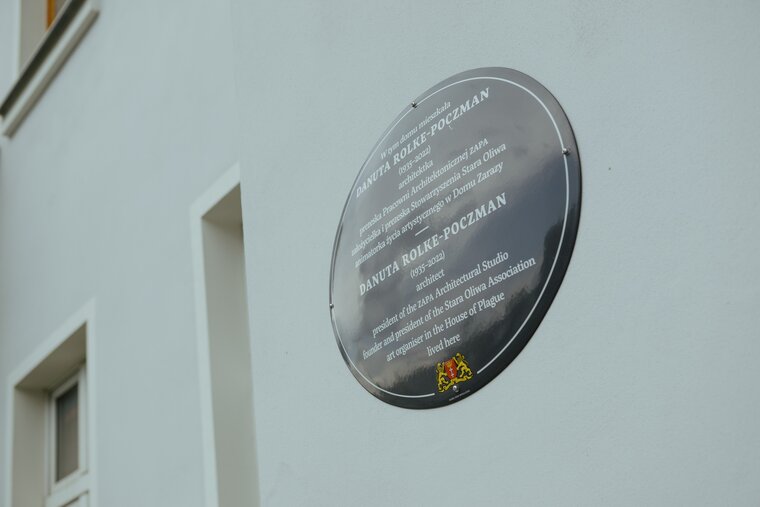 W tym domu mieszkała
DANUTA ROLKE-POCZMAN
(1935-2022)
architektka
prezeska Pracowni Architektonicznej ZAPA
założycielka i prezeska Stowarzyszenia Stara Oliwa
animatorka życia artystycznego w Domu Zarazy
DANUTA ROLKE-POCZMAN
(1935-2022)
architect
president of the ZAPA Architectural Studio
founder and president of the Stara Oliwa Association
art organiser in the House of Plague
lived here